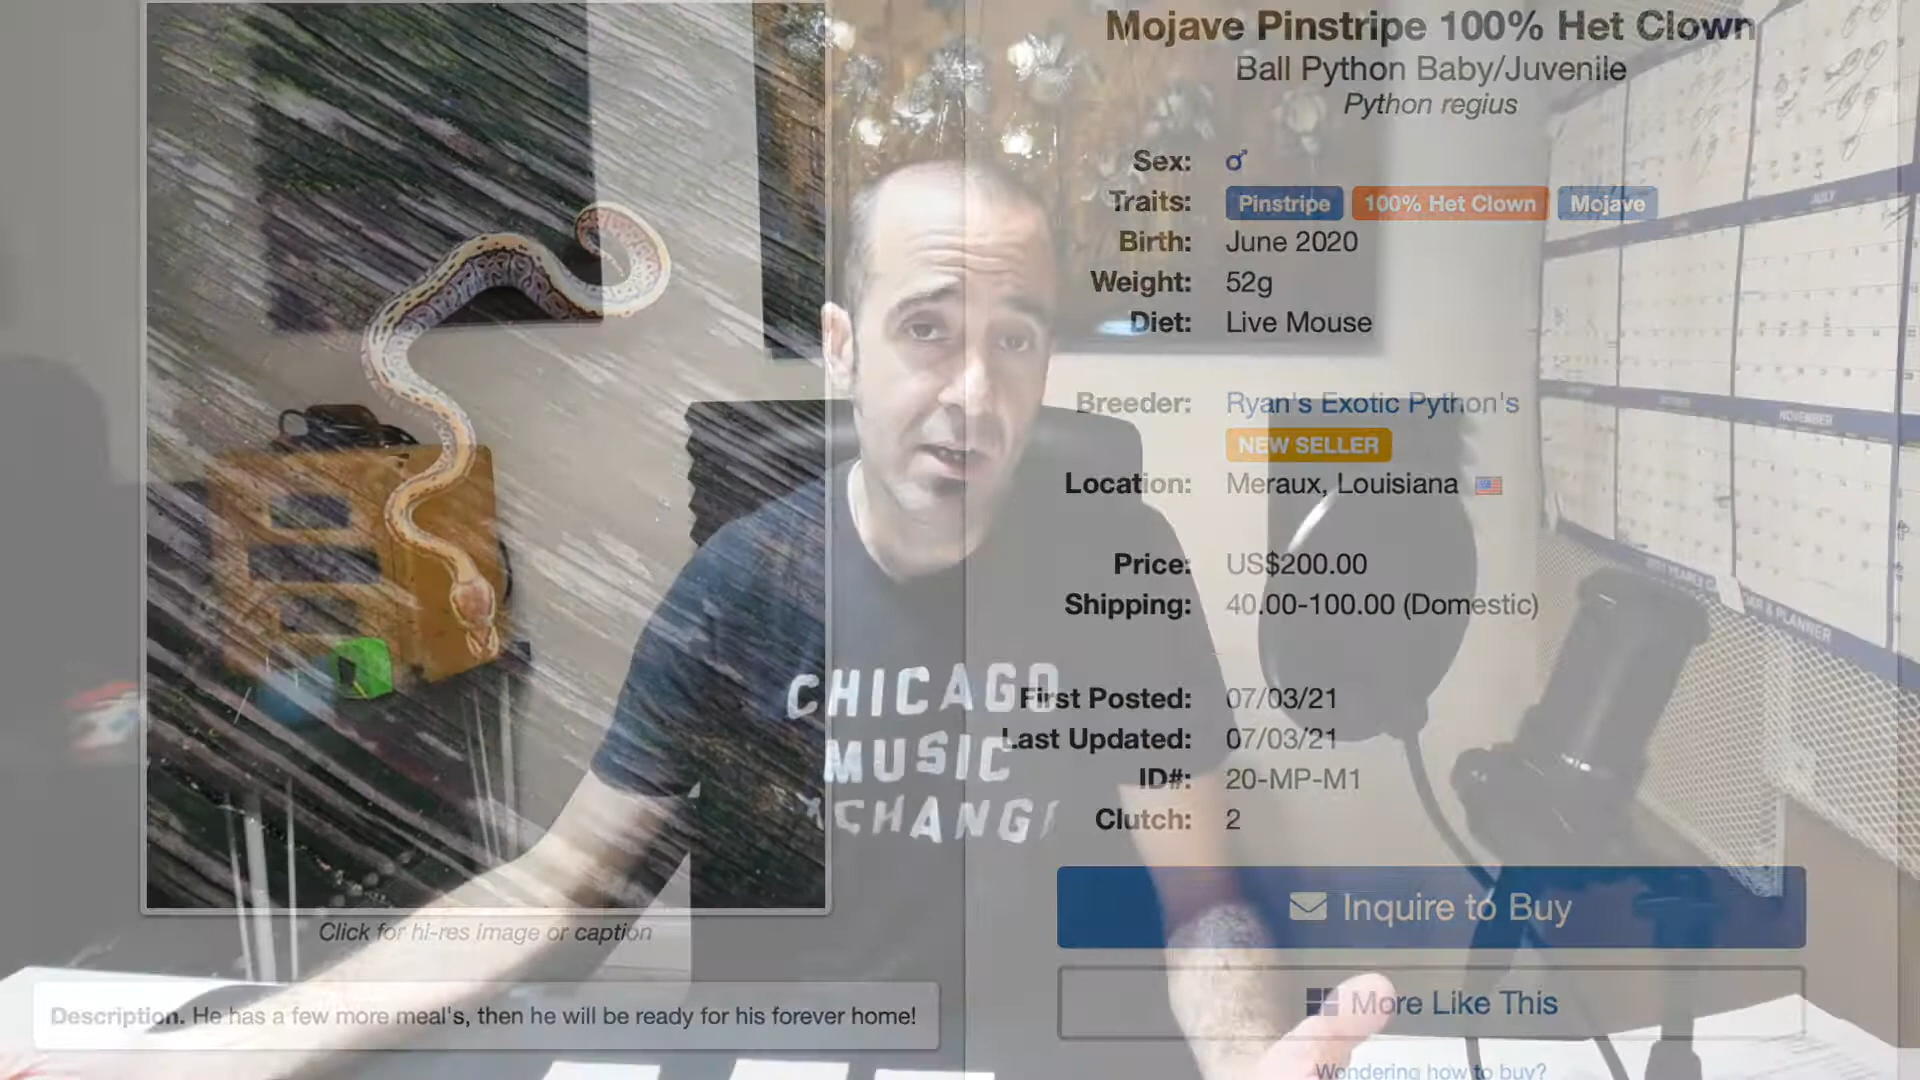 Mojave Pinstripe 100% Het Clown
Ball Python Baby/Juvenile
Python regius
Sex: ♂
Traits: Pinstripe 100% Het Clown Mojave
Birth: June 2020
Weight: 52g
Diet: Live Mouse
Breeder: Ryan's Exotic Python's
NEW SELLER
Location: Meraux, Louisiana
Price: US$200.00
Shipping: 40.00-100.00 (Domestic)
First Posted: 07/03/21
Last Updated: 07/03/21
ID#: 20-MP-M1
Clutch: 2
Inquire to Buy
More Like This
Wondering how to buy?
Click for hi-res image or caption
Description. He has a few more meal's, then he will be ready for his forever home!
CHICAGO
MUSIC
XCHANG
JULY
NOVEMBER
& PLANNER